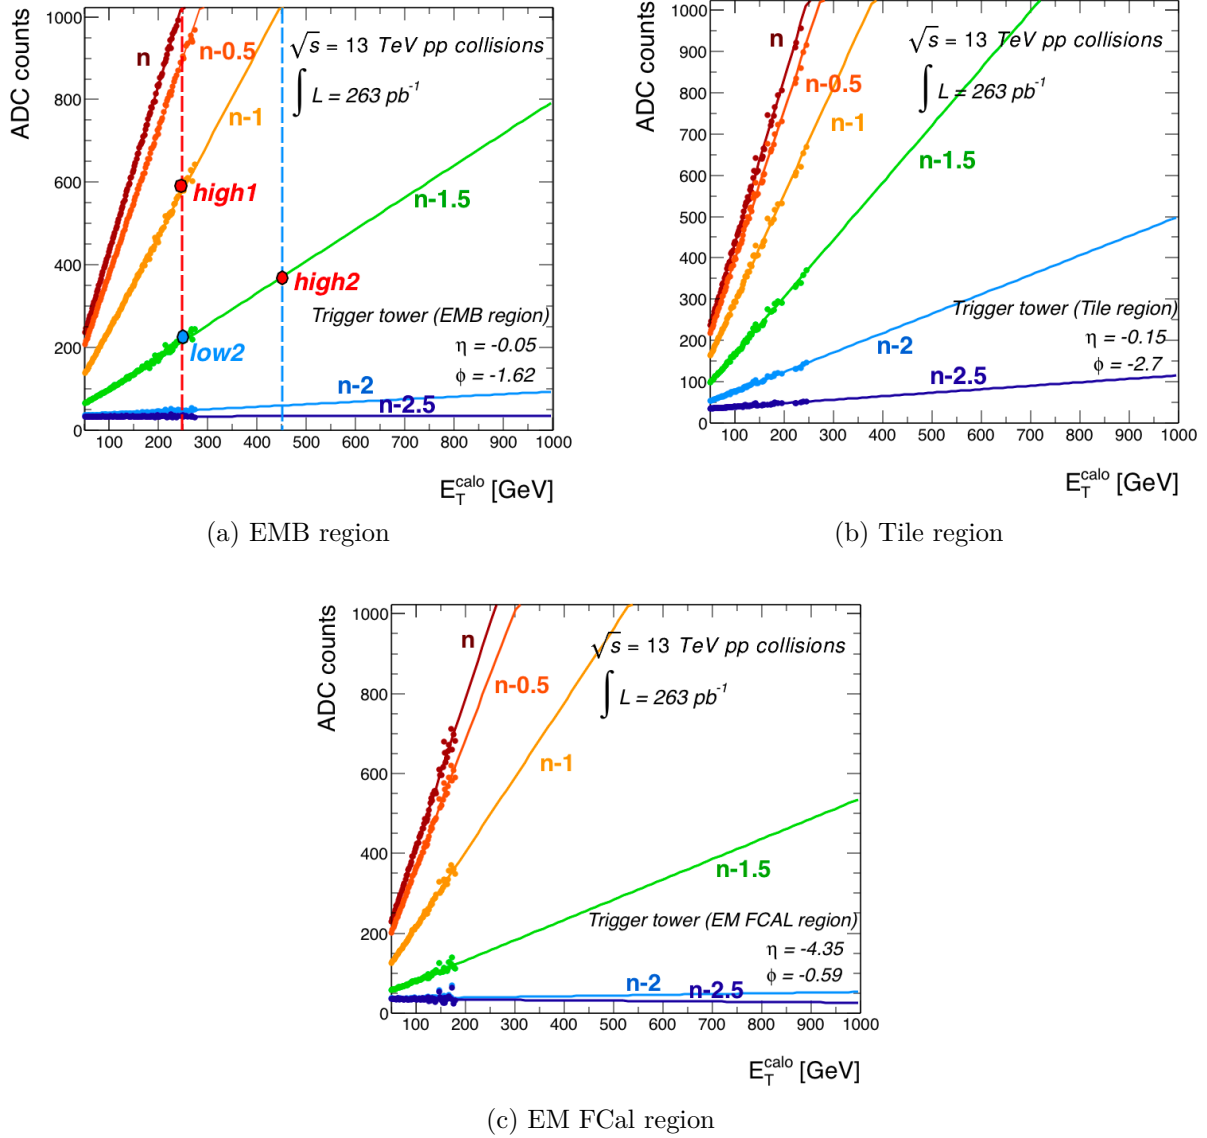 ADC counts
1000
800
600
400
200
0
n
n-0.5
n-1
n-1.5
n-2
n-2.5
high1
high2
low2
√s = 13 TeV pp collisions
∫ L = 263 pb⁻¹
Trigger tower (EMB region)
η = -0.05
ϕ = -1.62
100 200 300 400 500 600 700 800 900 1000
E_T^calo [GeV]
(a) EMB region
ADC counts
1000
900
800
700
600
500
400
300
200
100
0
n
n-0.5
n-1
n-1.5
n-2
n-2.5
√s = 13 TeV pp collisions
∫ L = 263 pb⁻¹
Trigger tower (Tile region)
η = -0.15
ϕ = -2.7
100 200 300 400 500 600 700 800 900 1000
E_T^calo [GeV]
(b) Tile region
ADC counts
1000
800
600
400
200
0
n
n-0.5
n-1
n-1.5
n-2
n-2.5
√s = 13 TeV pp collisions
∫ L = 263 pb⁻¹
Trigger tower (EM FCAL region)
η = -4.35
ϕ = -0.59
100 200 300 400 500 600 700 800 900 1000
E_T^calo [GeV]
(c) EM FCal region